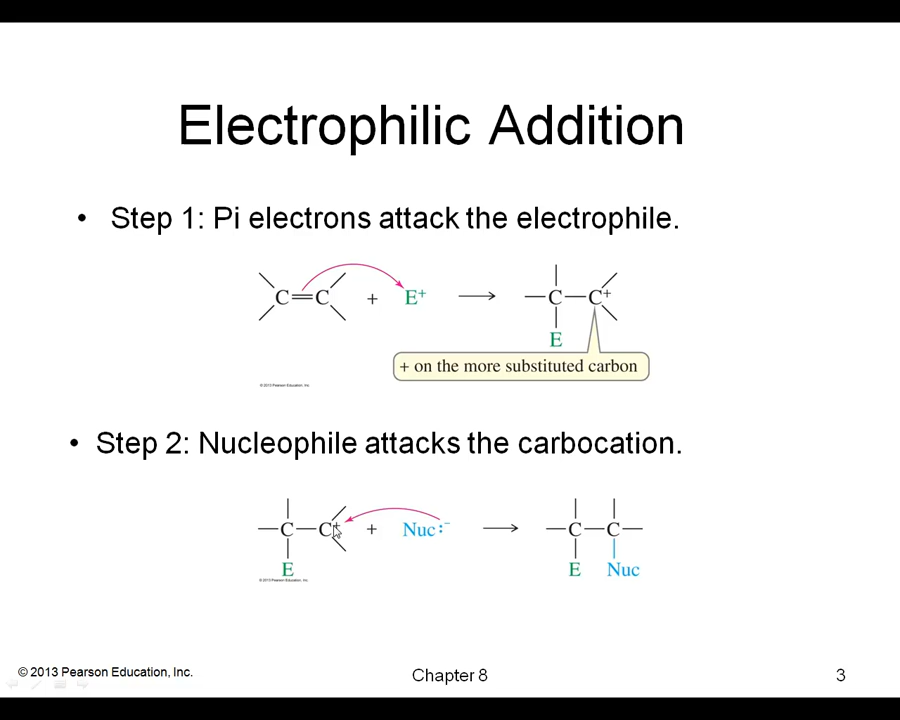 Electrophilic Addition
• Step 1: Pi electrons attack the electrophile.
C=C + E⁺ ⟶ C—C⁺
E
+ on the more substituted carbon
© 2013 Pearson Education, Inc.
• Step 2: Nucleophile attacks the carbocation.
C—C⁺ + Nuc:⁻ ⟶ C—C
E E Nuc
© 2013 Pearson Education, Inc.
© 2013 Pearson Education, Inc. Chapter 8 3